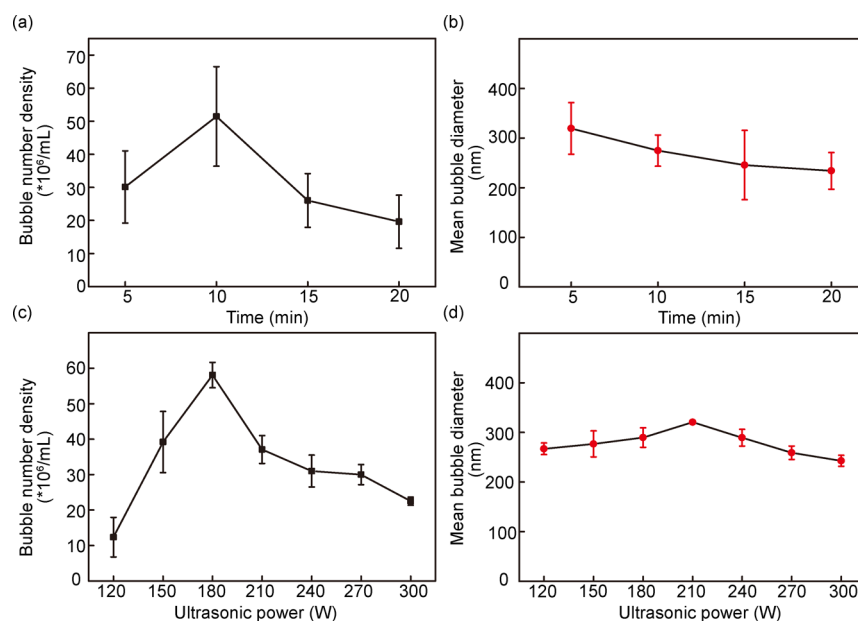 (a)
Bubble number density
(*10⁶/mL)
70
60
50
40
30
20
10
0
5 10 15 20
Time (min)
(b)
Mean bubble diameter
(nm)
400
300
200
100
0
5 10 15 20
Time (min)
(c)
Bubble number density
(*10⁶/mL)
60
50
40
30
20
10
0
120 150 180 210 240 270 300
Ultrasonic power (W)
(d)
Mean bubble diameter
(nm)
400
300
200
100
0
120 150 180 210 240 270 300
Ultrasonic power (W)